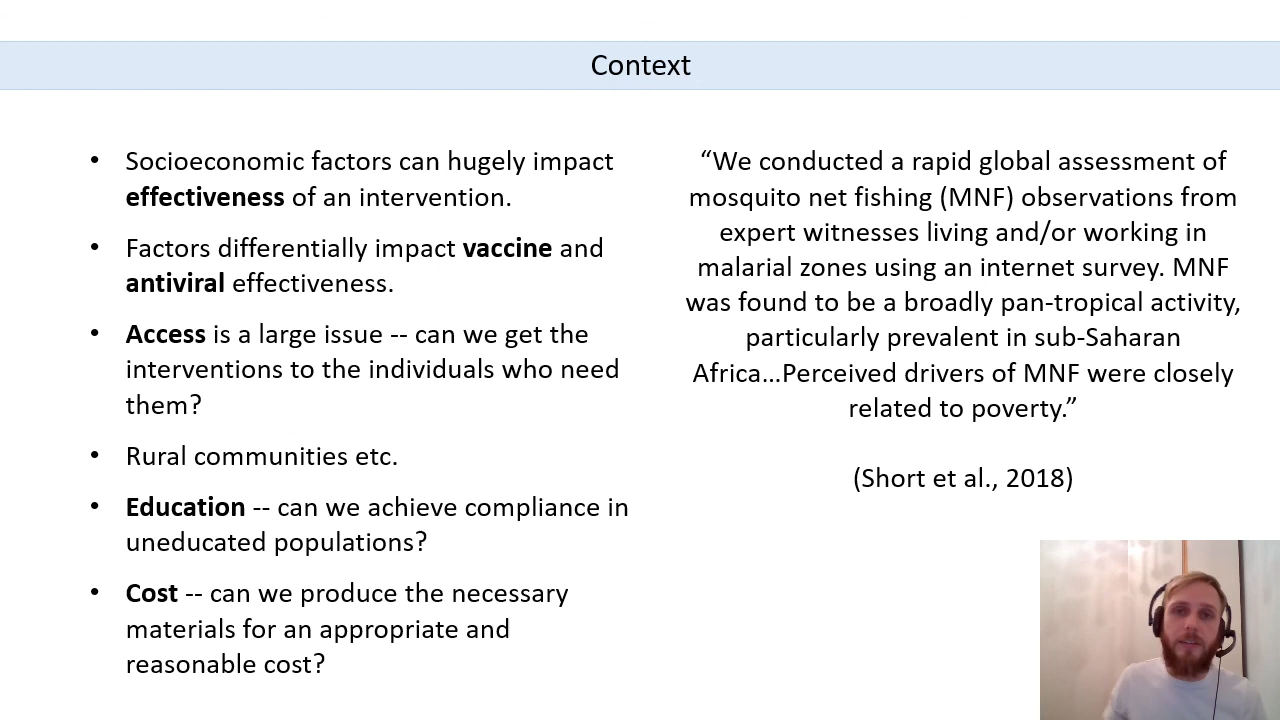 Context
• Socioeconomic factors can hugely impact
effectiveness of an intervention.
• Factors differentially impact vaccine and
antiviral effectiveness.
• Access is a large issue -- can we get the
interventions to the individuals who need
them?
• Rural communities etc.
• Education -- can we achieve compliance in
uneducated populations?
• Cost -- can we produce the necessary
materials for an appropriate and
reasonable cost?
“We conducted a rapid global assessment of
mosquito net fishing (MNF) observations from
expert witnesses living and/or working in
malarial zones using an internet survey. MNF
was found to be a broadly pan-tropical activity,
particularly prevalent in sub-Saharan
Africa…Perceived drivers of MNF were closely
related to poverty.”
(Short et al., 2018)